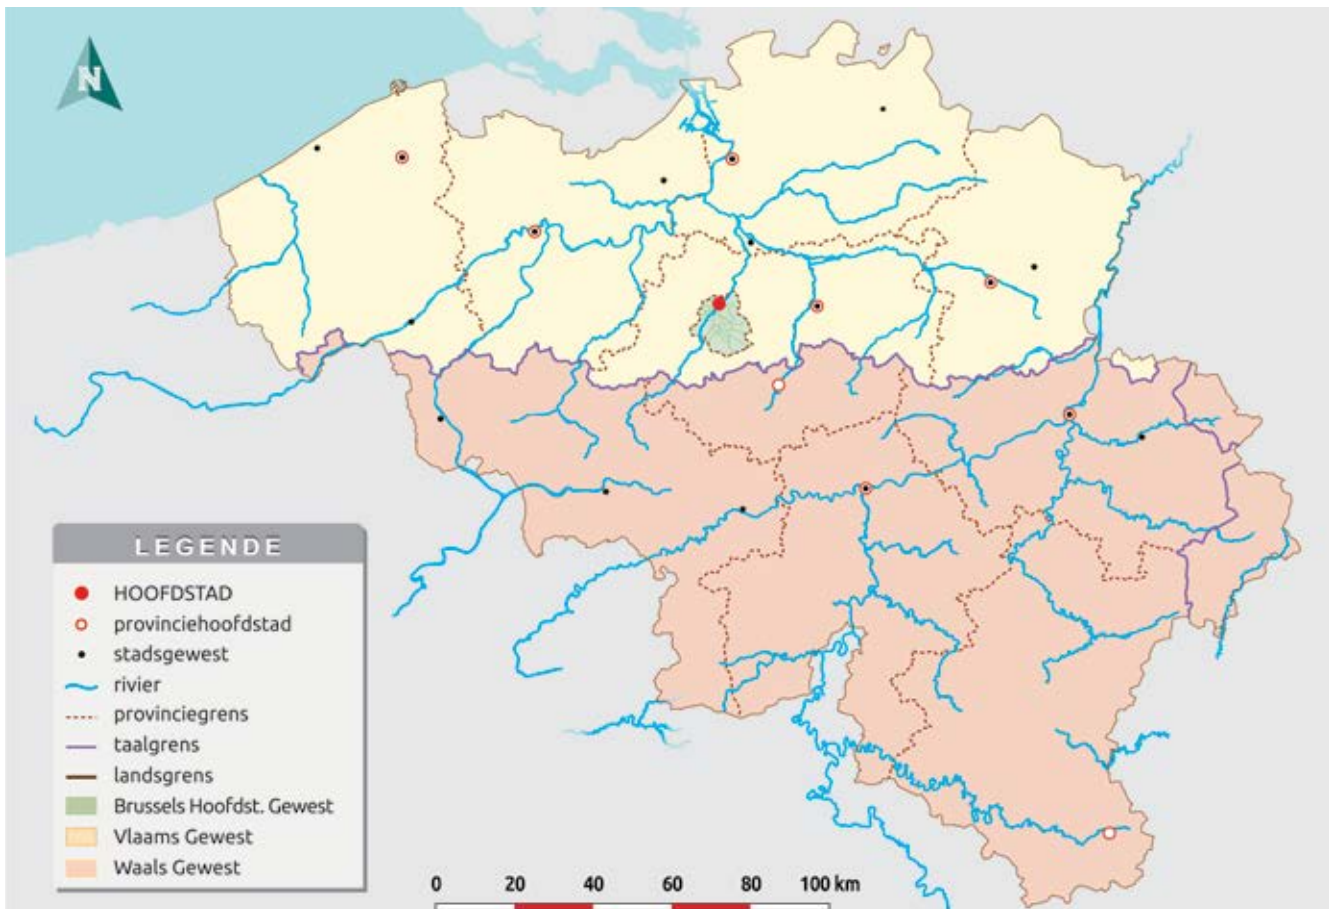 N
LEGENDE
HOOFDSTAD
provinciehoofdstad
stadsgewest
rivier
provinciegrens
taalgrens
landsgrens
Brussels Hoofdst. Gewest
Vlaams Gewest
Waals Gewest
0 20 40 60 80 100 km